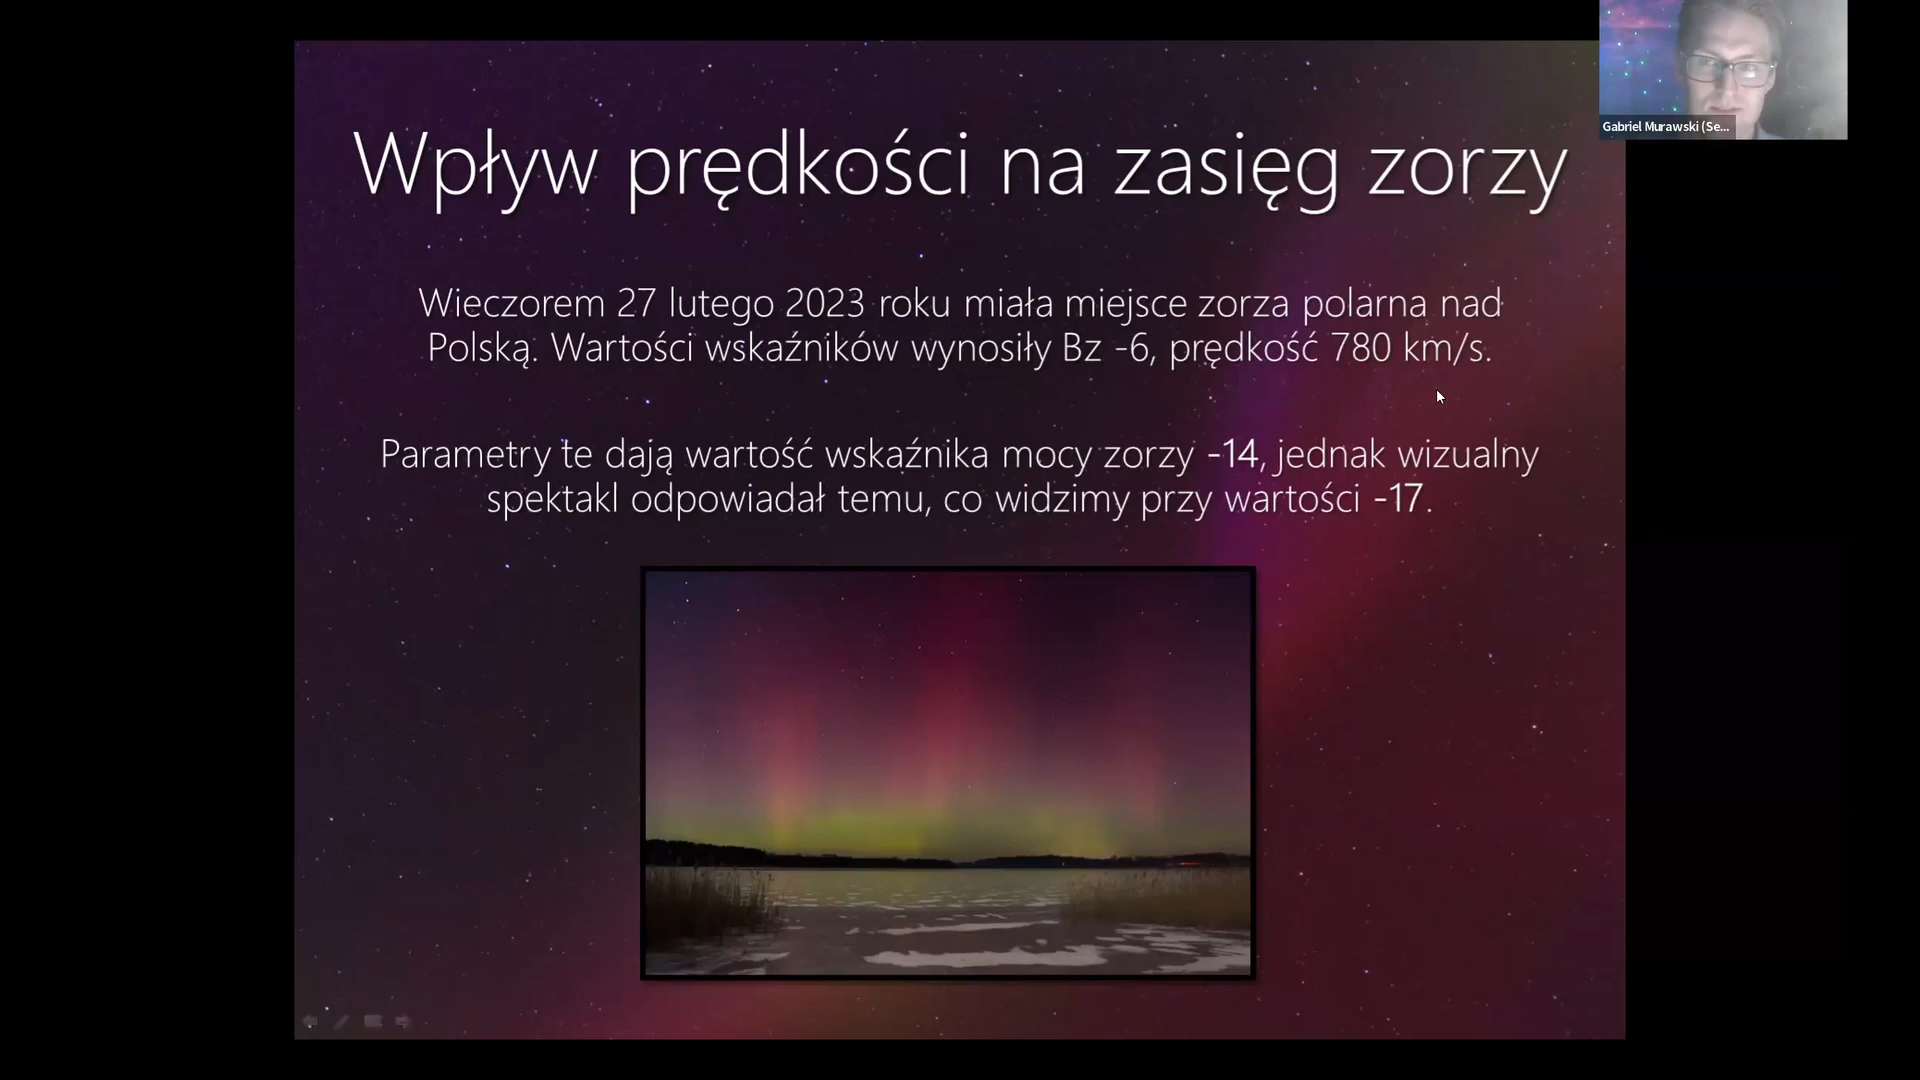 Gabriel Murawski (Se...
Wpływ prędkości na zasięg zorzy
Wieczorem 27 lutego 2023 roku miała miejsce zorza polarna nad
Polską. Wartości wskaźników wynosiły Bz -6, prędkość 780 km/s.
Parametry te dają wartość wskaźnika mocy zorzy -14, jednak wizualny
spektakl odpowiadał temu, co widzimy przy wartości -17.